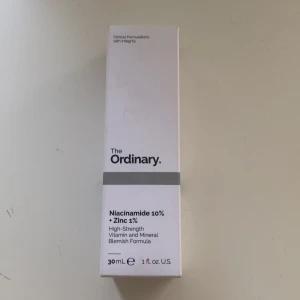 Clinical Formulations
with Integrity.
The
Ordinary.
Niacinamide 10%
+ Zinc 1%
High-Strength
Vitamin and Mineral
Blemish Formula
30mL ℮ 1 fl. oz. U.S.